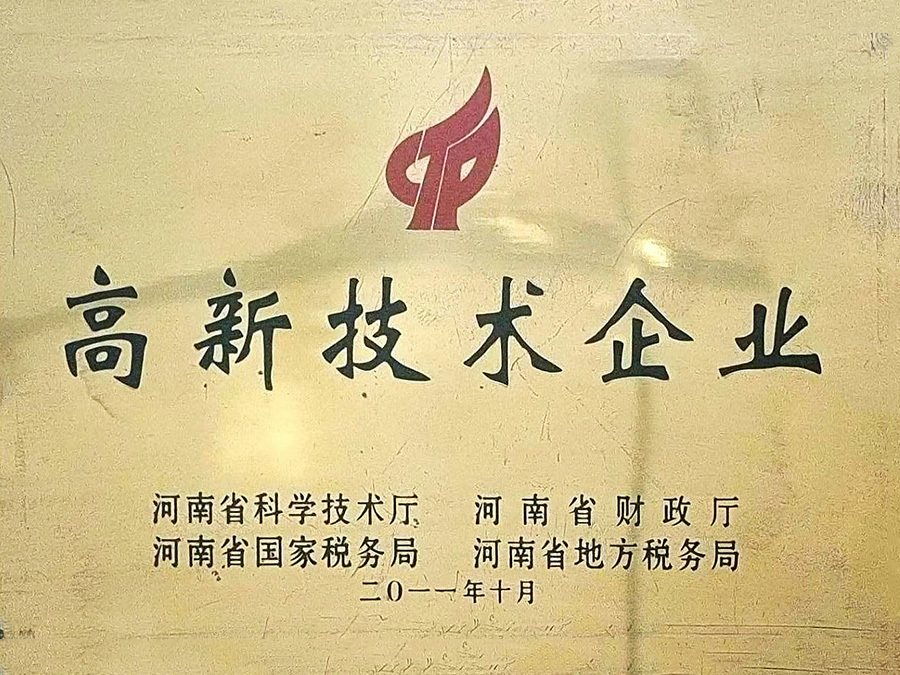 高新技术企业
河南省科学技术厅 河南省财政厅
河南省国家税务局 河南省地方税务局
二〇一一年十月